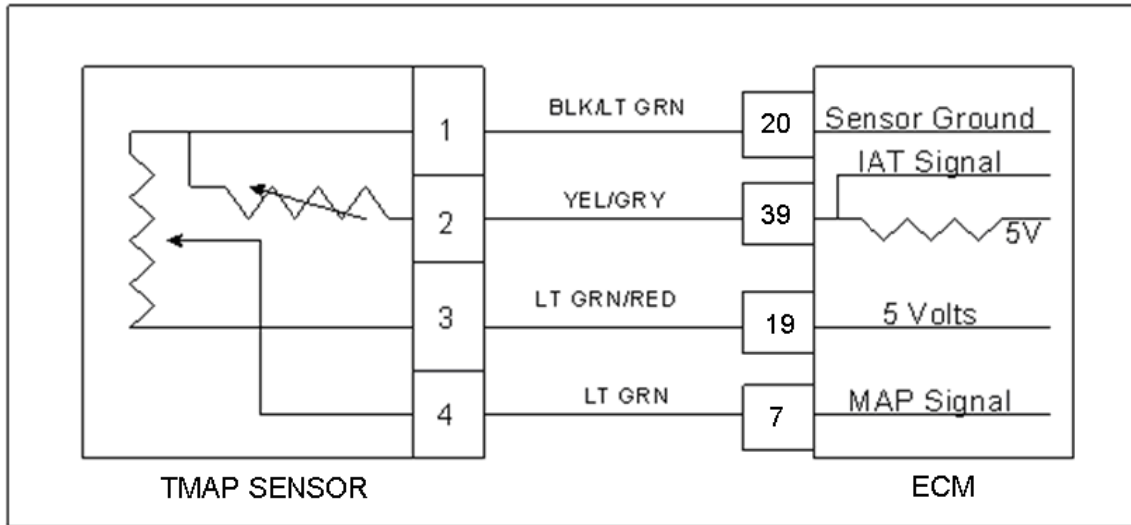 1 BLK/LT GRN 20 Sensor Ground
IAT Signal
2 YEL/GRY 39
5V
3 LT GRN/RED 19 5 Volts
4 LT GRN 7 MAP Signal
TMAP SENSOR ECM